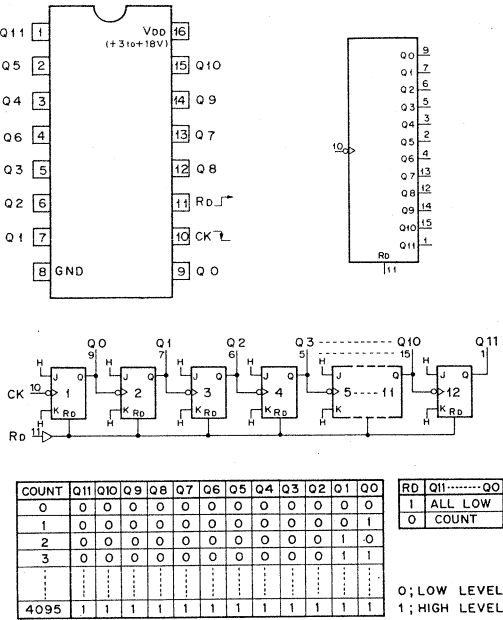 Q11 1 VDD 16
(+3 to +18V)
Q5 2 15 Q10
Q4 3 14 Q9
Q6 4 13 Q7
Q3 5 12 Q8
Q2 6 11 RD
Q1 7 10 CK
8 GND 9 Q0
10
Q0 9
Q1 7
Q2 6
Q3 5
Q4 3
Q5 2
Q6 4
Q7 13
Q8 12
Q9 14
Q10 15
Q11 1
RD
11
Q0 Q1 Q2 Q3 Q10 Q11
9 7 6 5 15 1
H H H H H H
J Q J Q J Q J Q J Q J Q
CK 10 1 2 3 4 5 ---- 11 12
K RD K RD K RD K RD K RD K RD
H H H H H H
RD 11
COUNT Q11 Q10 Q9 Q8 Q7 Q6 Q5 Q4 Q3 Q2 Q1 Q0
0 0 0 0 0 0 0 0 0 0 0 0 0
1 0 0 0 0 0 0 0 0 0 0 0 1
2 0 0 0 0 0 0 0 0 0 0 1 0
3 0 0 0 0 0 0 0 0 0 0 1 1
4095 1 1 1 1 1 1 1 1 1 1 1 1
RD Q11 ------- Q0
1 ALL LOW
0 COUNT
0 ; LOW LEVEL
1 ; HIGH LEVEL